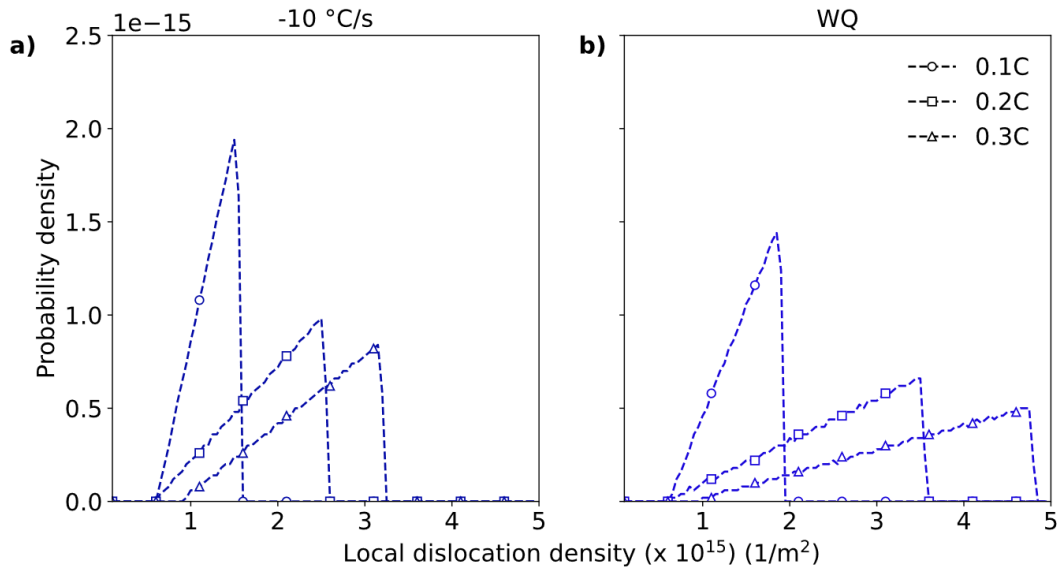 a)
1e−15
-10 °C/s
2.5
2.0
1.5
1.0
0.5
0.0
1 2 3 4 5
Probability density
b)
WQ
0.1C
0.2C
0.3C
1 2 3 4 5
Local dislocation density (x 10¹⁵) (1/m²)